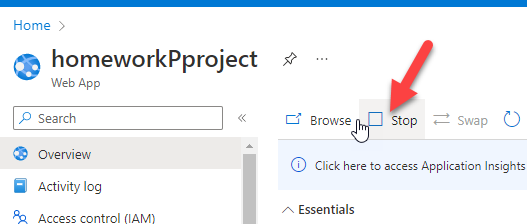 Home
homeworkPproject
Web App
Search
Browse
Stop
Swap
Overview
Click here to access Application Insights
Activity log
Access control (IAM)
Essentials